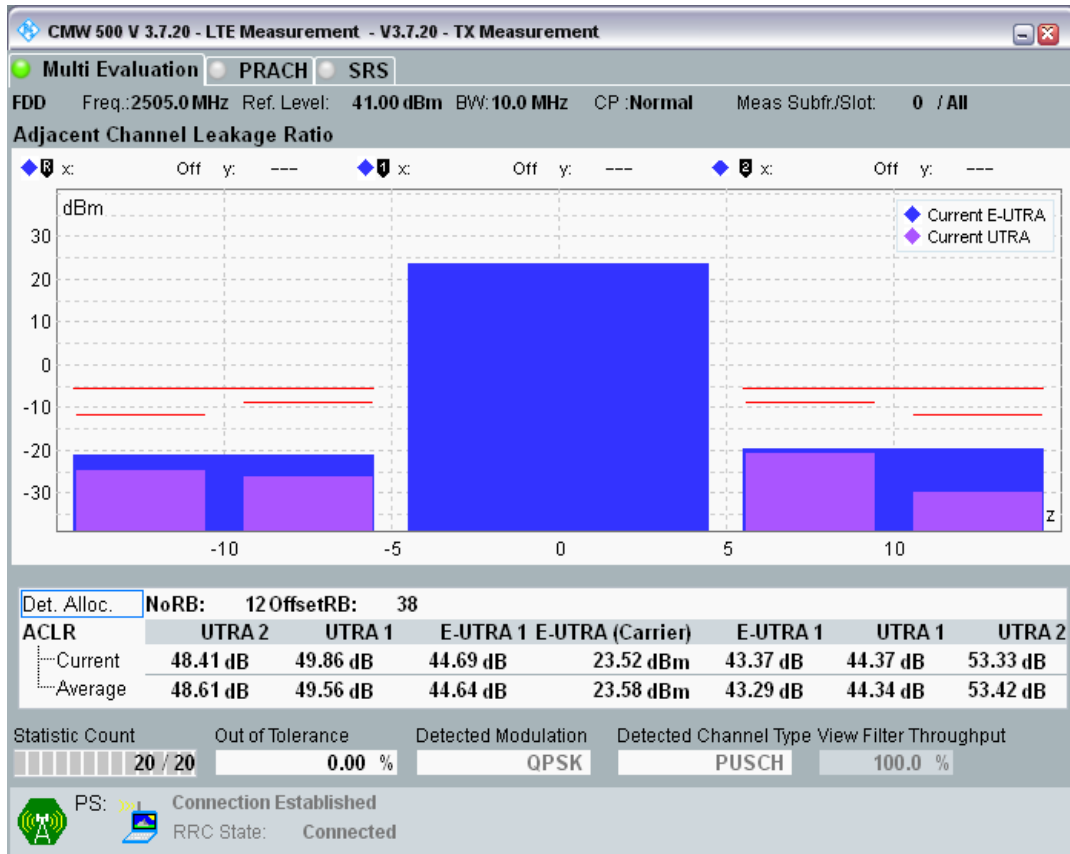 CMW 500 V 3.7.20 - LTE Measurement - V3.7.20 - TX Measurement
Multi Evaluation PRACH SRS
FDD Freq.:2505.0 MHz Ref. Level: 41.00 dBm BW:10.0 MHz CP :Normal Meas Subfr./Slot: 0 / All
Adjacent Channel Leakage Ratio
R x: Off y: --- 1 x: Off y: --- 2 x: Off y: ---
dBm
Current E-UTRA
Current UTRA
30
20
10
0
-10
-20
-30
z
-10 -5 0 5 10
Det. Alloc. NoRB: 12 OffsetRB: 38
ACLR UTRA 2 UTRA 1 E-UTRA 1 E-UTRA (Carrier) E-UTRA 1 UTRA 1 UTRA 2
Current 48.41 dB 49.86 dB 44.69 dB 23.52 dBm 43.37 dB 44.37 dB 53.33 dB
Average 48.61 dB 49.56 dB 44.64 dB 23.58 dBm 43.29 dB 44.34 dB 53.42 dB
Statistic Count Out of Tolerance Detected Modulation Detected Channel Type View Filter Throughput
20 / 20 0.00 % QPSK PUSCH 100.0 %
PS: Connection Established
RRC State: Connected